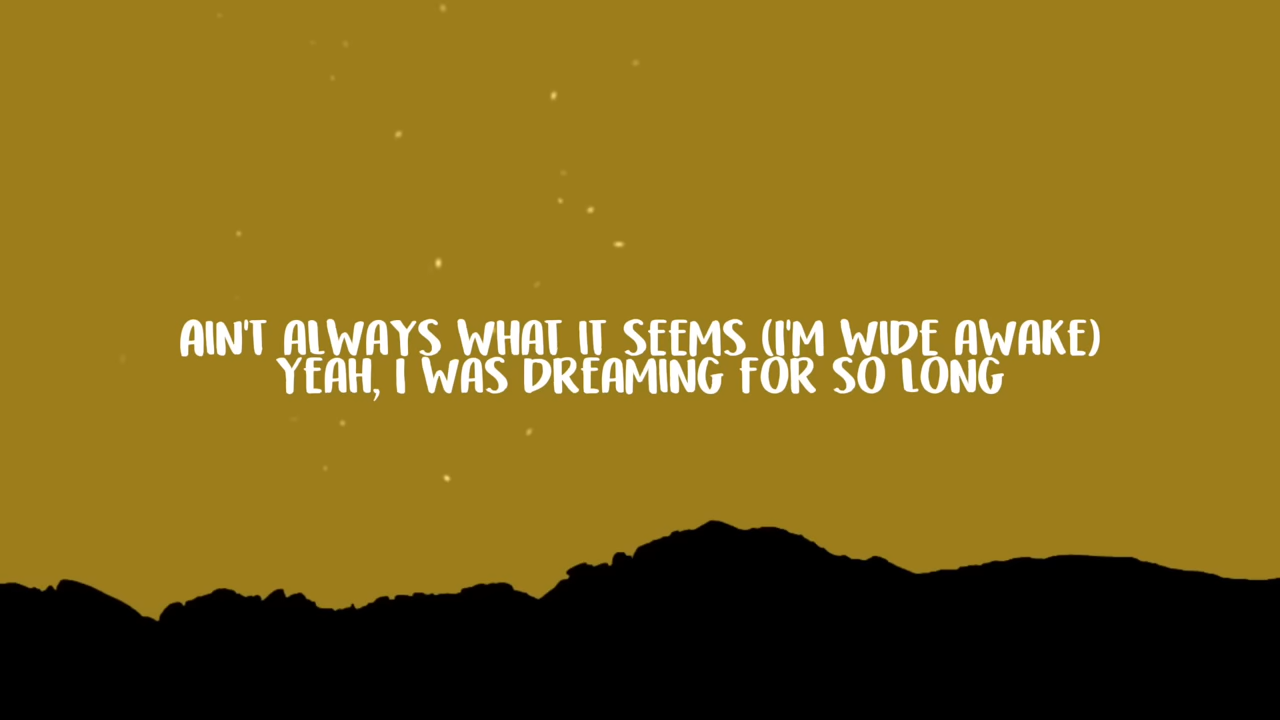 AIN'T ALWAYS WHAT IT SEEMS (I'M WIDE AWAKE)
YEAH, I WAS DREAMING FOR SO LONG